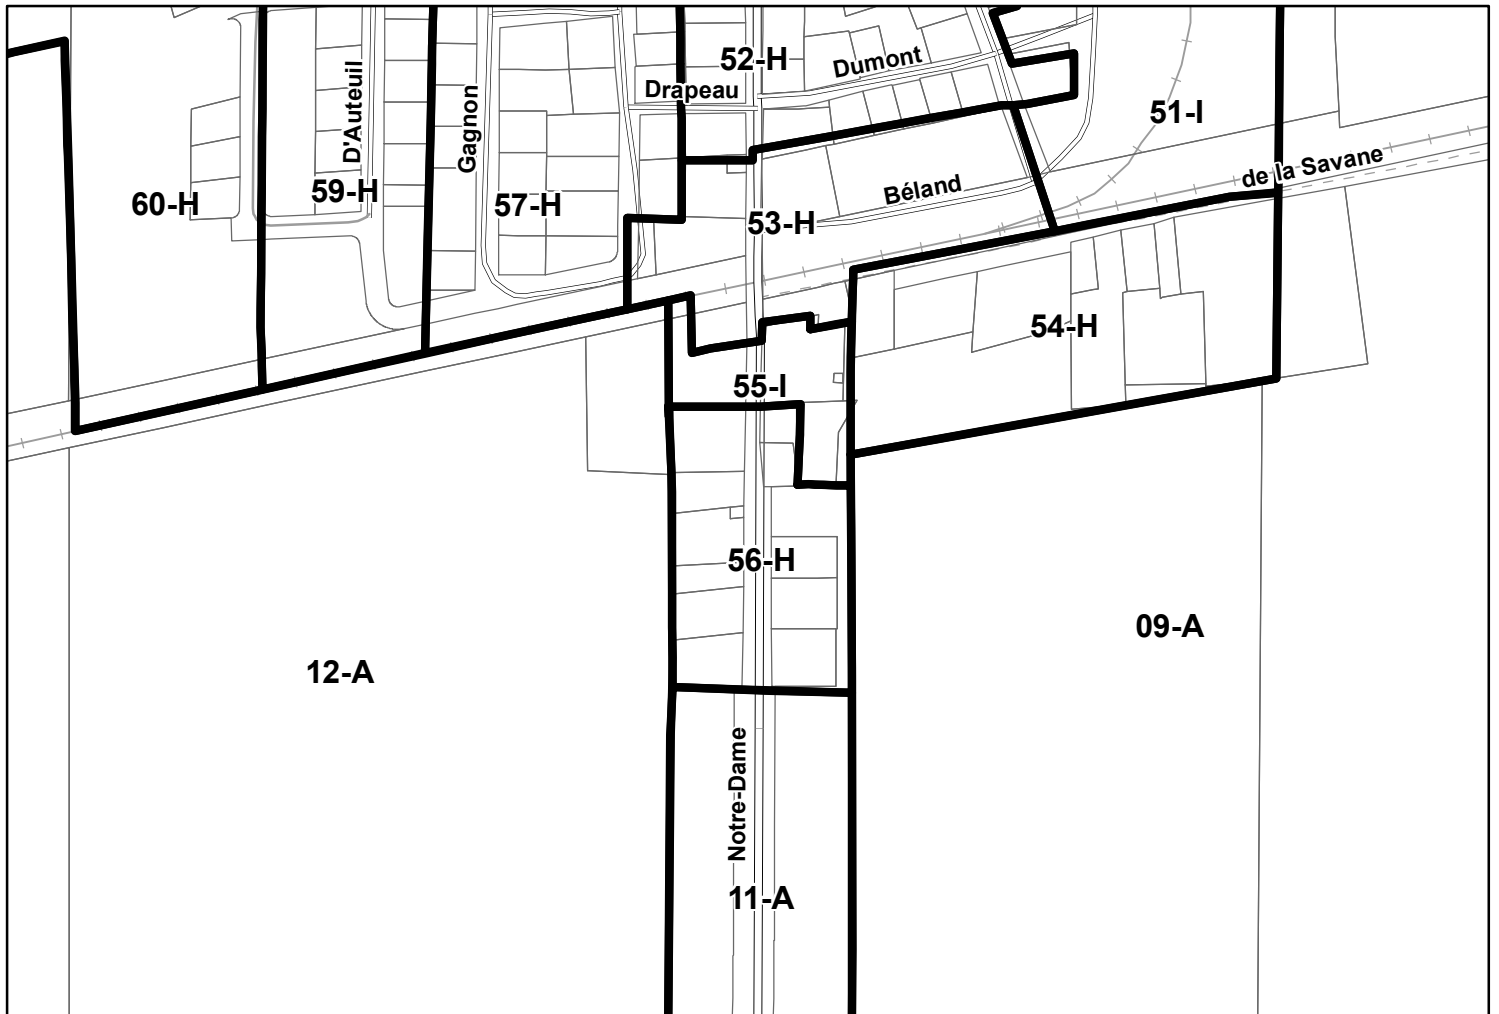 52-H
Dumont
Drapeau
D'Auteuil
Gagnon
51-I
de la Savane
60-H
59-H
57-H
Béland
53-H
54-H
55-I
56-H
09-A
12-A
Notre-Dame
11-A